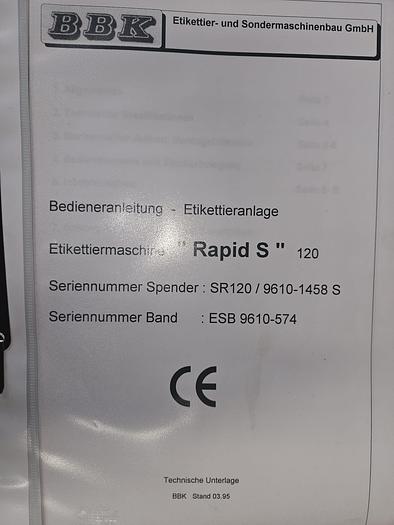 BBK
Etikettier- und Sondermaschinenbau GmbH
Bedieneranleitung - Etikettieranlage
Etikettiermaschine " Rapid S " 120
Seriennummer Spender : SR120 / 9610-1458 S
Seriennummer Band : ESB 9610-574
CE
Technische Unterlage
BBK Stand 03.95